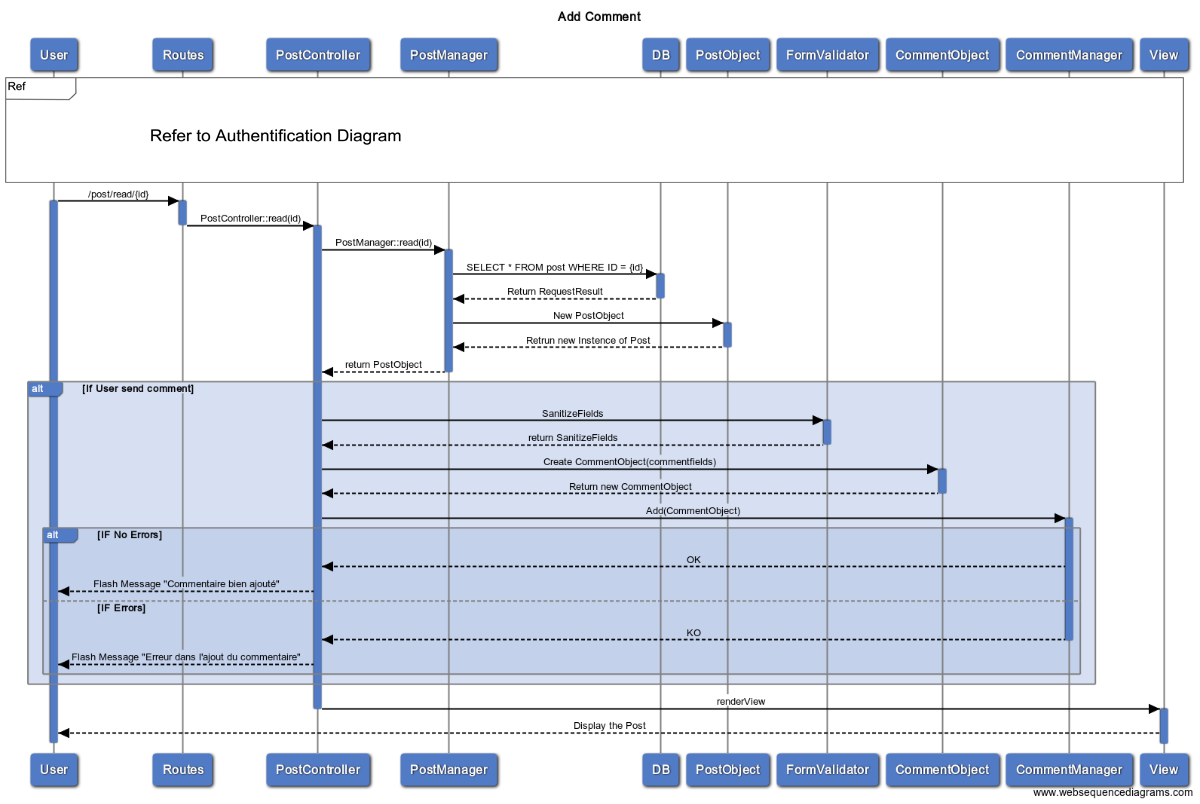 Add Comment
User Routes PostController PostManager DB PostObject FormValidator CommentObject CommentManager View
Ref
Refer to Authentification Diagram
/post/read/{id}
PostController::read(id)
PostManager::read(id)
SELECT * FROM post WHERE ID = {id}
Return RequestResult
New PostObject
Retrun new Instence of Post
return PostObject
alt [If User send comment]
SanitizeFields
return SanitizeFields
Create CommentObject(commentfields)
Return new CommentObject
Add(CommentObject)
alt [IF No Errors]
OK
Flash Message "Commentaire bien ajouté"
[IF Errors]
KO
Flash Message "Erreur dans l'ajout du commentaire"
renderView
Display the Post
User Routes PostController PostManager DB PostObject FormValidator CommentObject CommentManager View
www.websequencediagrams.com